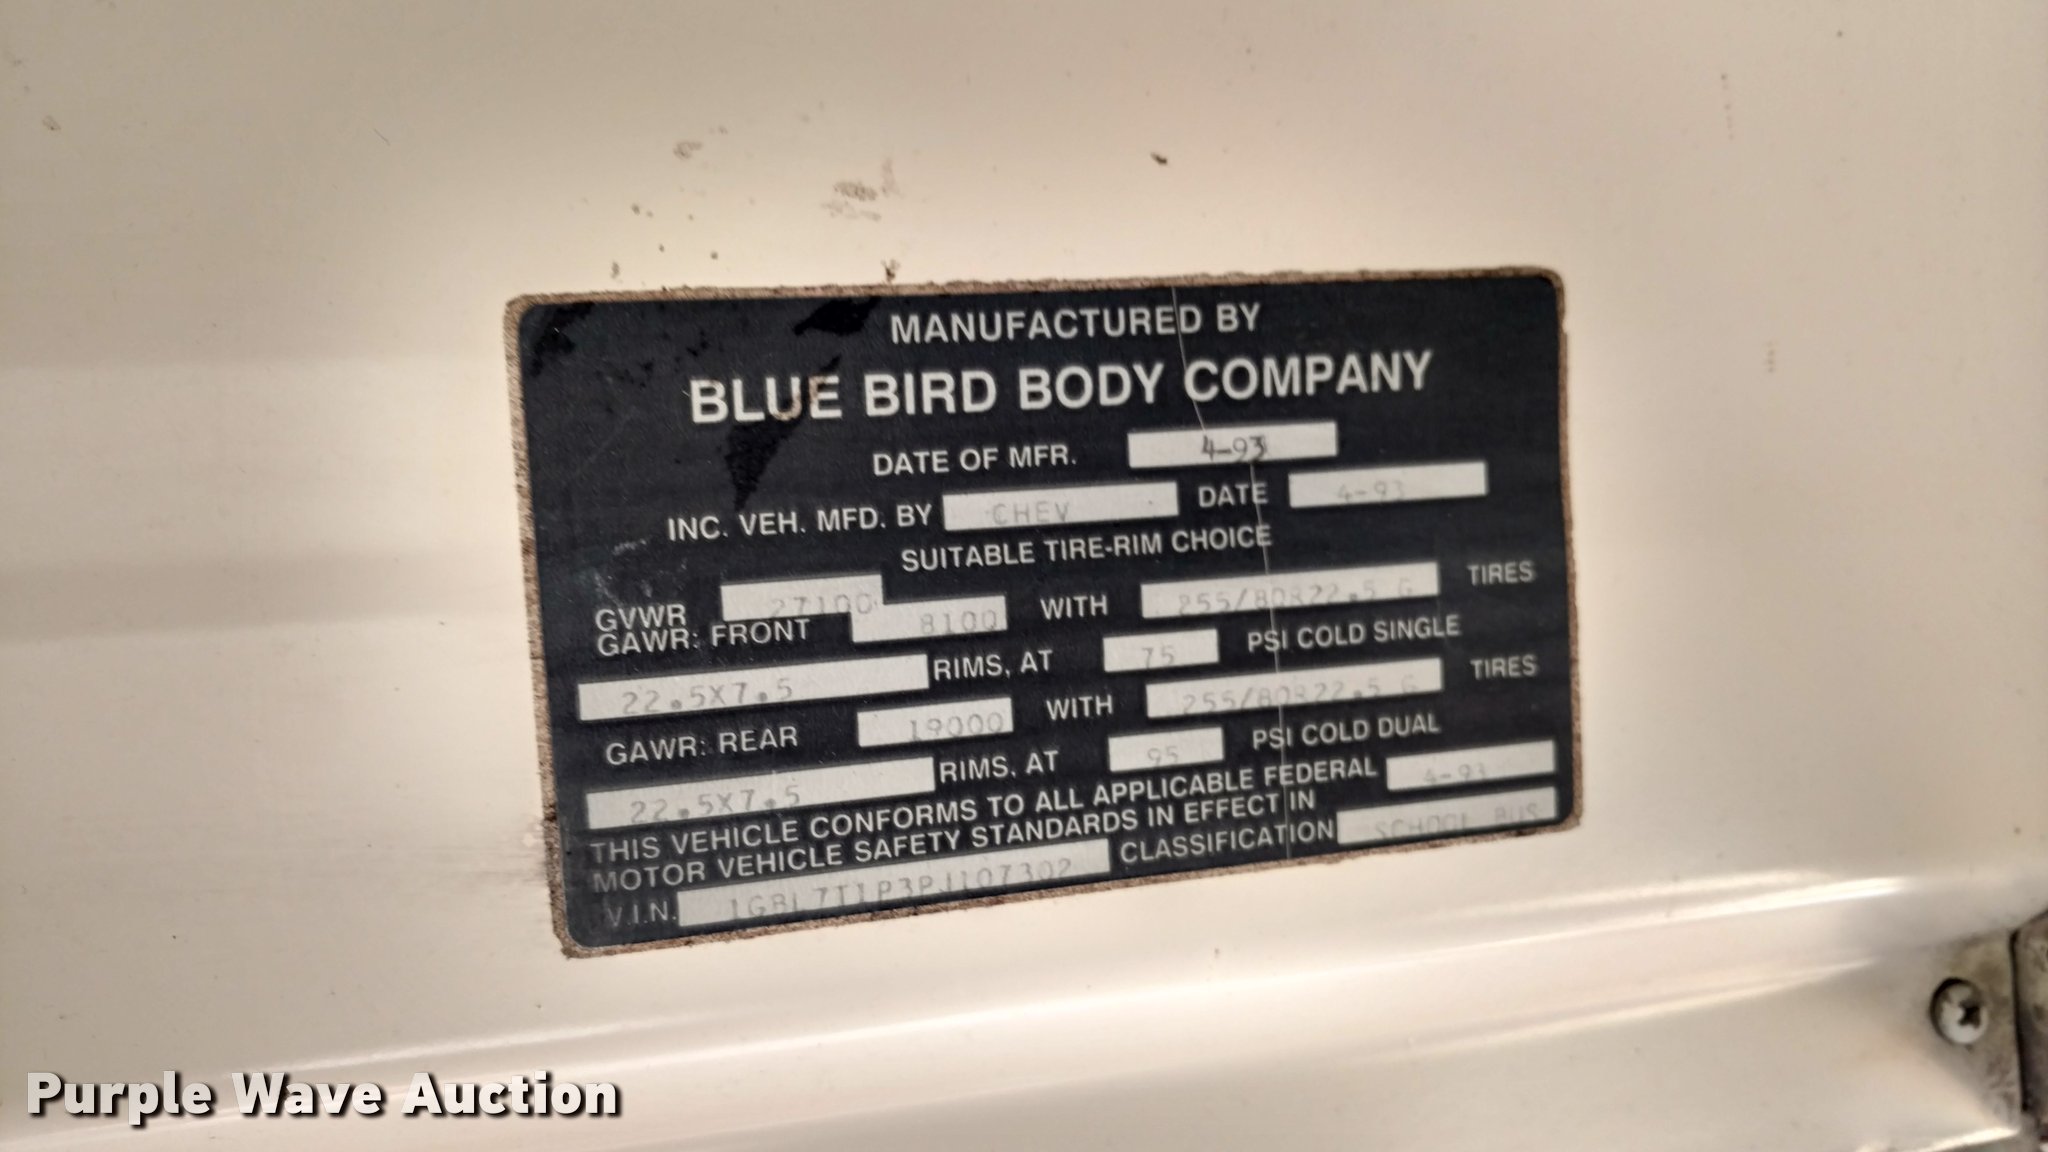 MANUFACTURED BY
BLUE BIRD BODY COMPANY
DATE OF MFR. 4-93
INC. VEH. MFD. BY CHEV DATE 4-93
SUITABLE TIRE-RIM CHOICE
GVWR 27100
GAWR: FRONT 8100 WITH 255/80R22.5 G TIRES
22.5X7.5 RIMS, AT 75 PSI COLD SINGLE
GAWR: REAR 19000 WITH 255/80R22.5 G TIRES
22.5X7.5 RIMS. AT 95 PSI COLD DUAL
THIS VEHICLE CONFORMS TO ALL APPLICABLE FEDERAL
MOTOR VEHICLE SAFETY STANDARDS IN EFFECT IN 4-93
V.I.N. 1GBL7T1P3PJ107302 CLASSIFICATION SCHOOL BUS
Purple Wave Auction